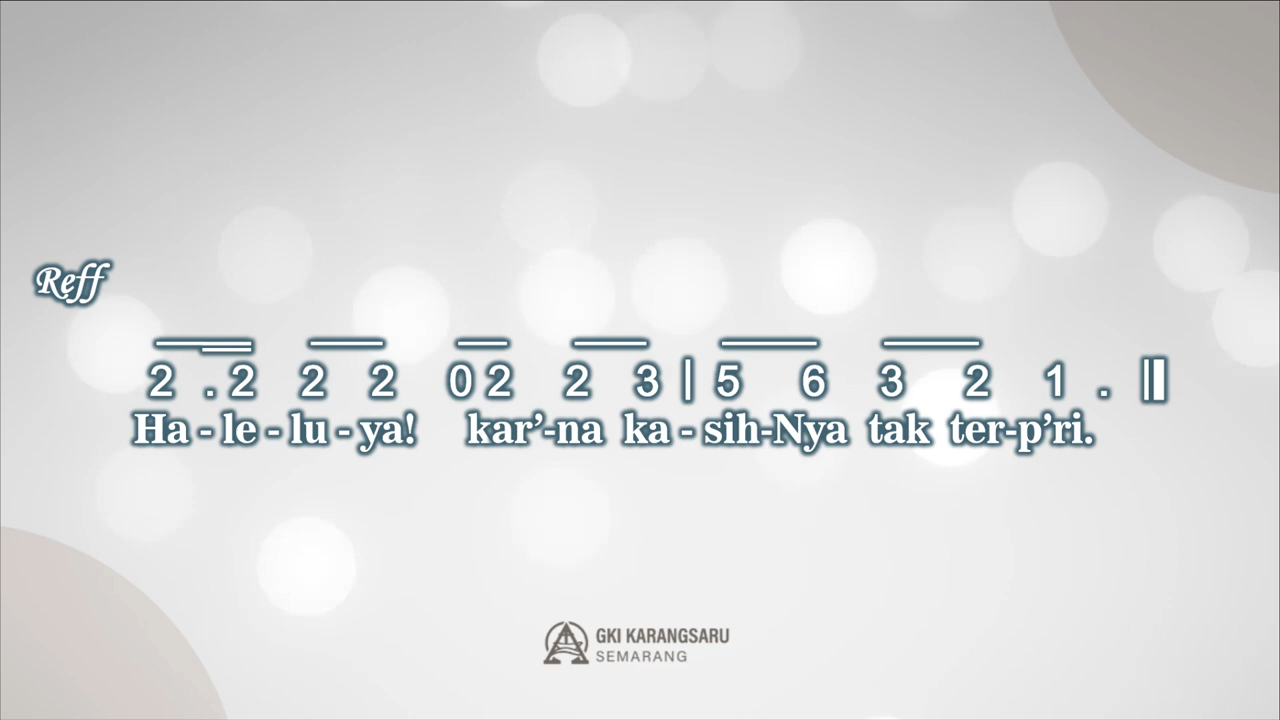 Reff
2 . 2 2 2 0 2 2 3 | 5 6 3 2 1 . ||
Ha - le - lu - ya! kar’-na ka - sih-Nya tak ter-p’ri.
GKI KARANGSARU
SEMARANG